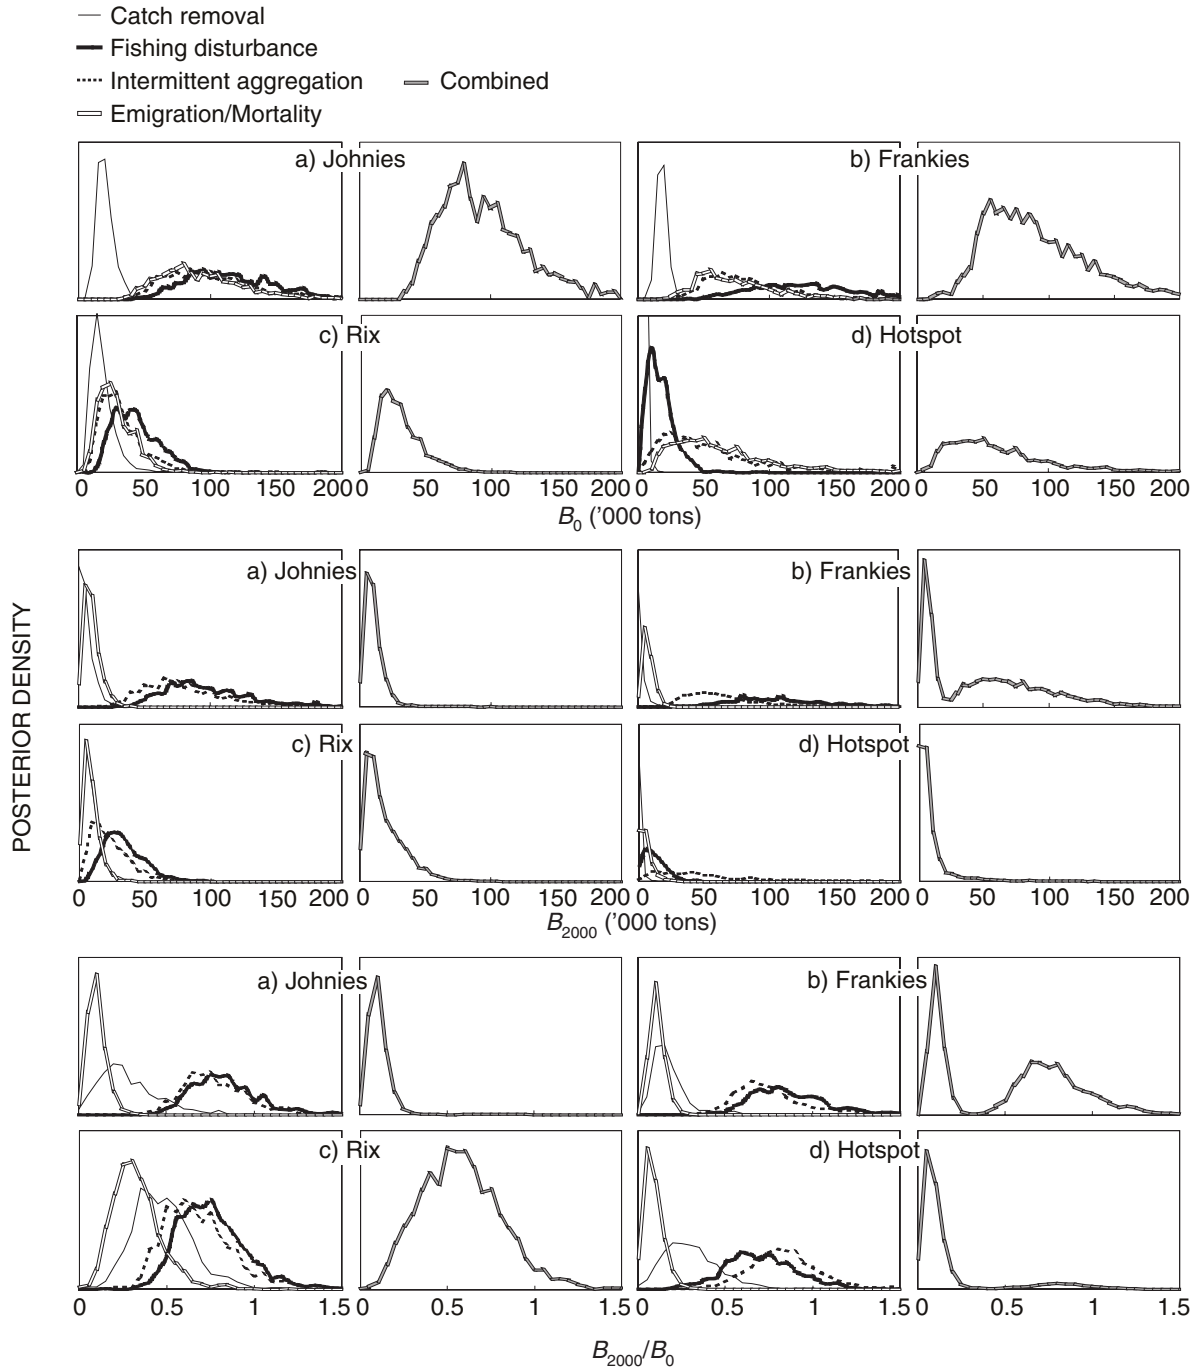 Catch removal
Fishing disturbance
Intermittent aggregation Combined
Emigration/Mortality
a) Johnies b) Frankies
c) Rix d) Hotspot
0 50 100 150 200 0 50 100 150 200 0 50 100 150 200 0 50 100 150 200
B0 ('000 tons)
a) Johnies b) Frankies
POSTERIOR DENSITY
c) Rix d) Hotspot
0 50 100 150 200 0 50 100 150 200 0 50 100 150 200 0 50 100 150 200
B2000 ('000 tons)
a) Johnies b) Frankies
c) Rix d) Hotspot
0 0.5 1 0 0.5 1 1.5 0 0.5 1 0 0.5 1 1.5
B2000/B0